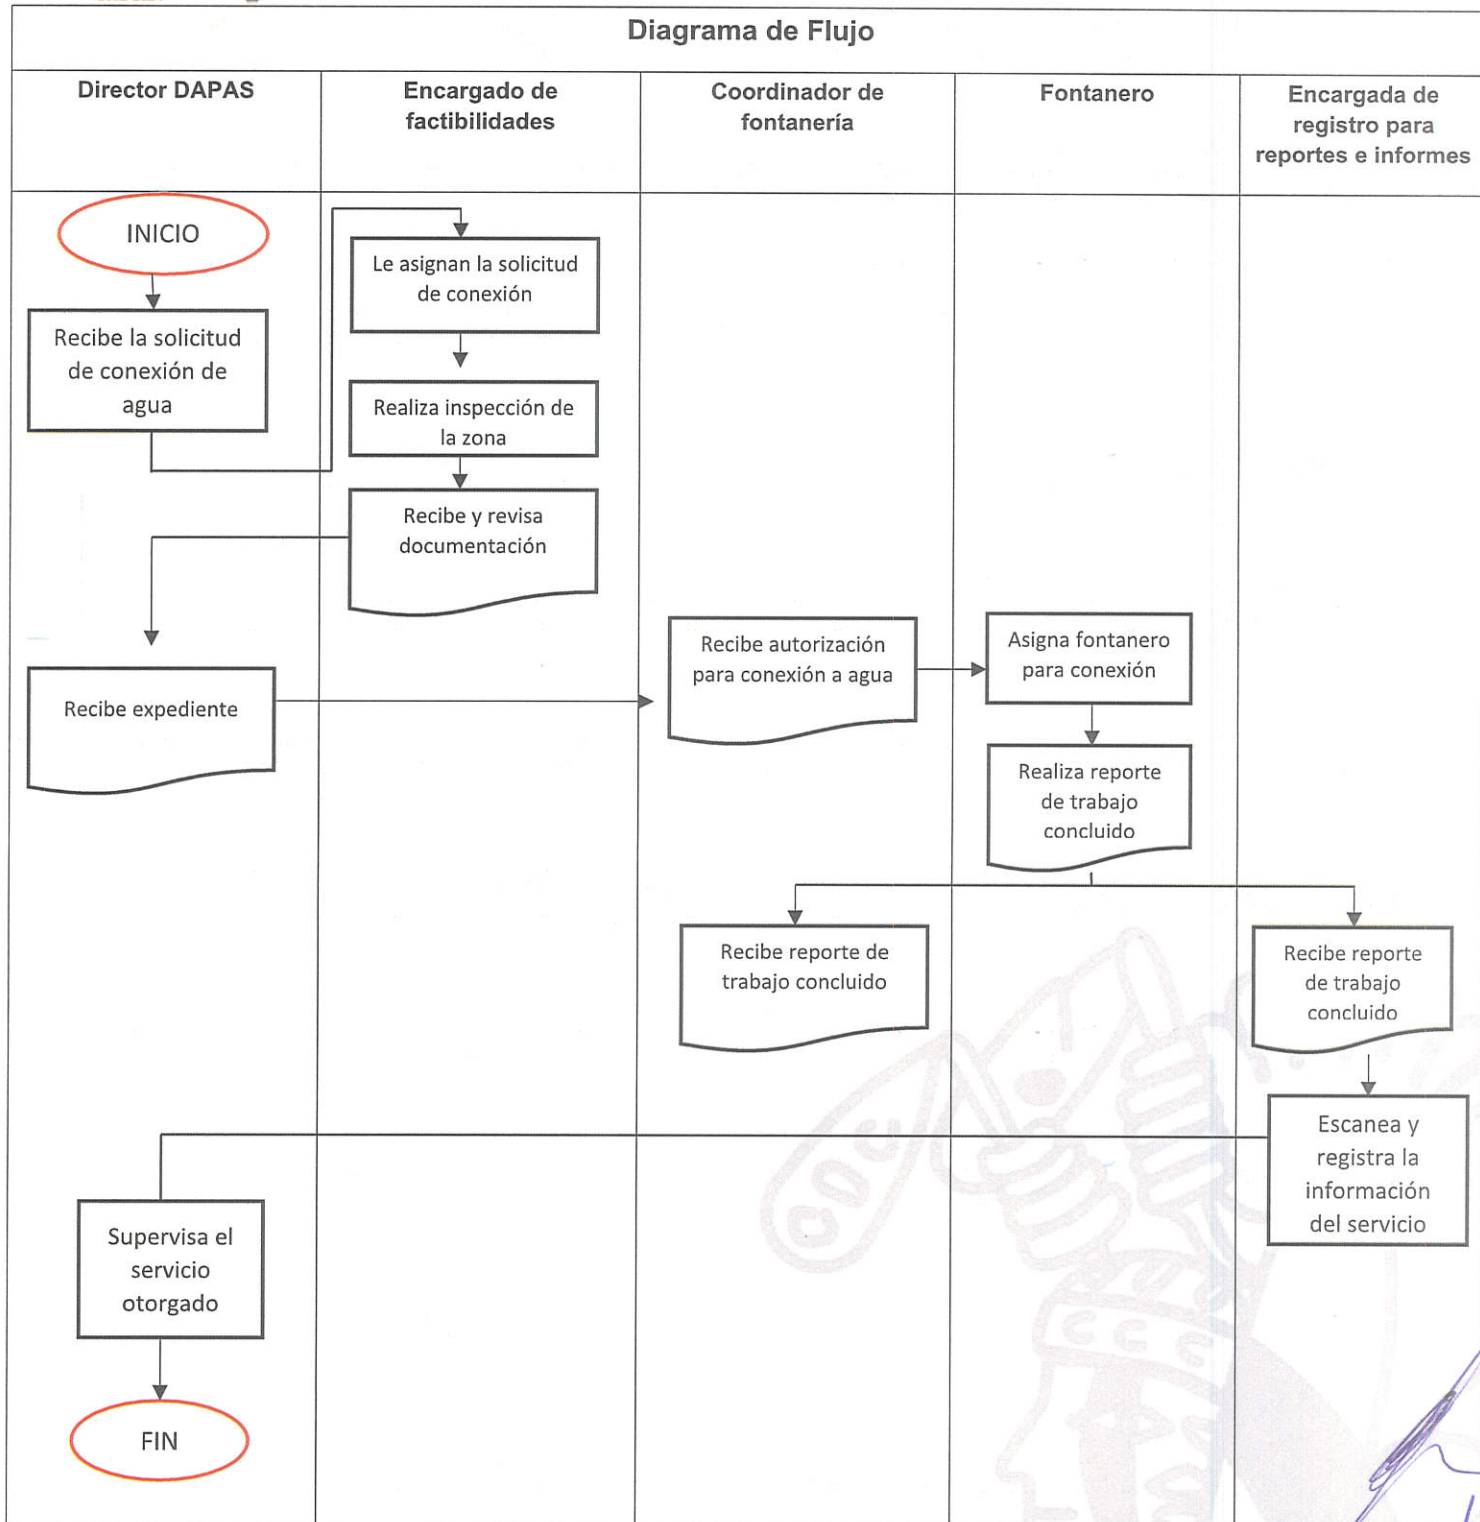 Diagrama de Flujo
Director DAPAS
Encargado de
factibilidades
Coordinador de
fontanería
Fontanero
Encargada de
registro para
reportes e informes
INICIO
Recibe la solicitud
de conexión de
agua
Le asignan la solicitud
de conexión
Realiza inspección de
la zona
Recibe y revisa
documentación
Recibe expediente
Recibe autorización
para conexión a agua
Asigna fontanero
para conexión
Realiza reporte
de trabajo
concluido
Recibe reporte de
trabajo concluido
Recibe reporte
de trabajo
concluido
Escanea y
registra la
información
del servicio
Supervisa el
servicio
otorgado
FIN